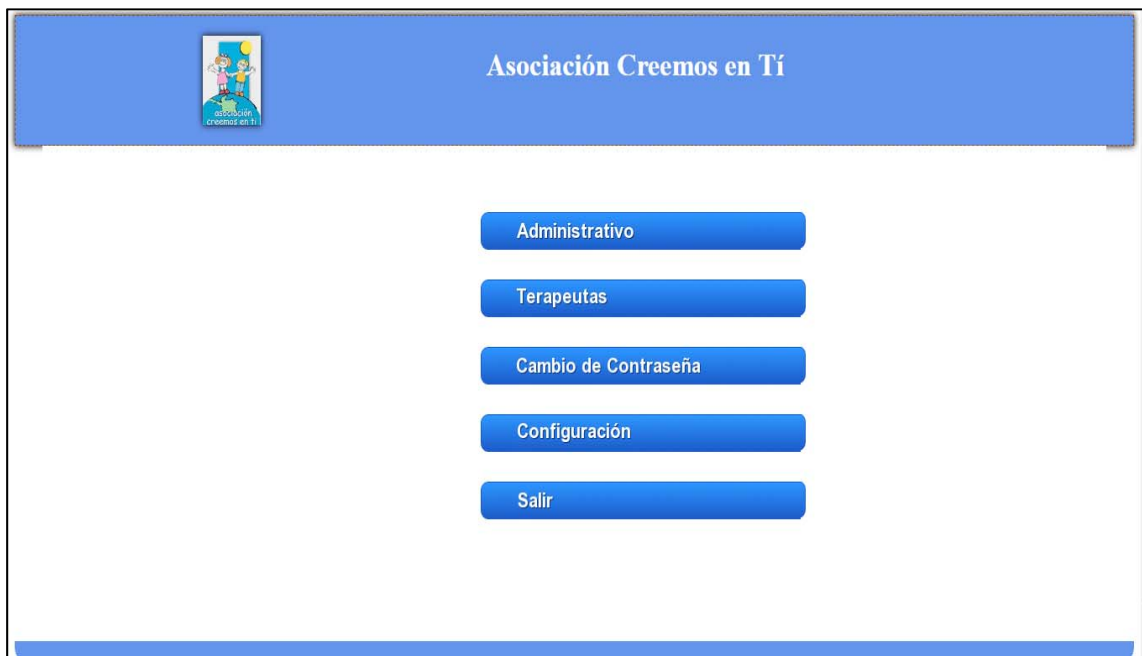 Asociación Creemos en Tí
asociación
creemos en ti
Administrativo
Terapeutas
Cambio de Contraseña
Configuración
Salir